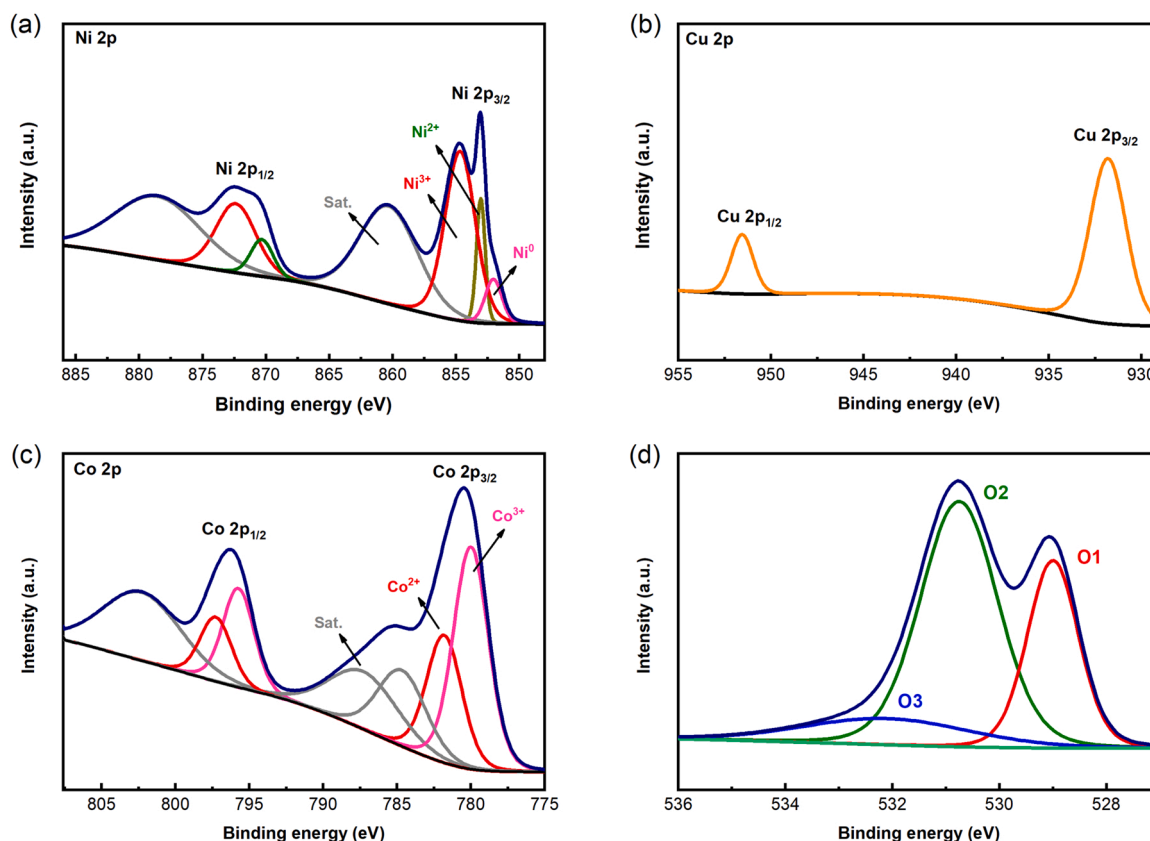 (a)
Ni 2p
Ni 2p3/2
Ni2+
Ni 2p1/2
Ni3+
Sat.
Ni0
Intensity (a.u.)
885 880 875 870 865 860 855 850
Binding energy (eV)
(b)
Cu 2p
Cu 2p3/2
Cu 2p1/2
Intensity (a.u.)
955 950 945 940 935 930
Binding energy (eV)
(c)
Co 2p
Co 2p3/2
Co3+
Co 2p1/2
Co2+
Sat.
Intensity (a.u.)
805 800 795 790 785 780 775
Binding energy (eV)
(d)
O2
O1
O3
Intensity (a.u.)
536 534 532 530 528
Binding energy (eV)